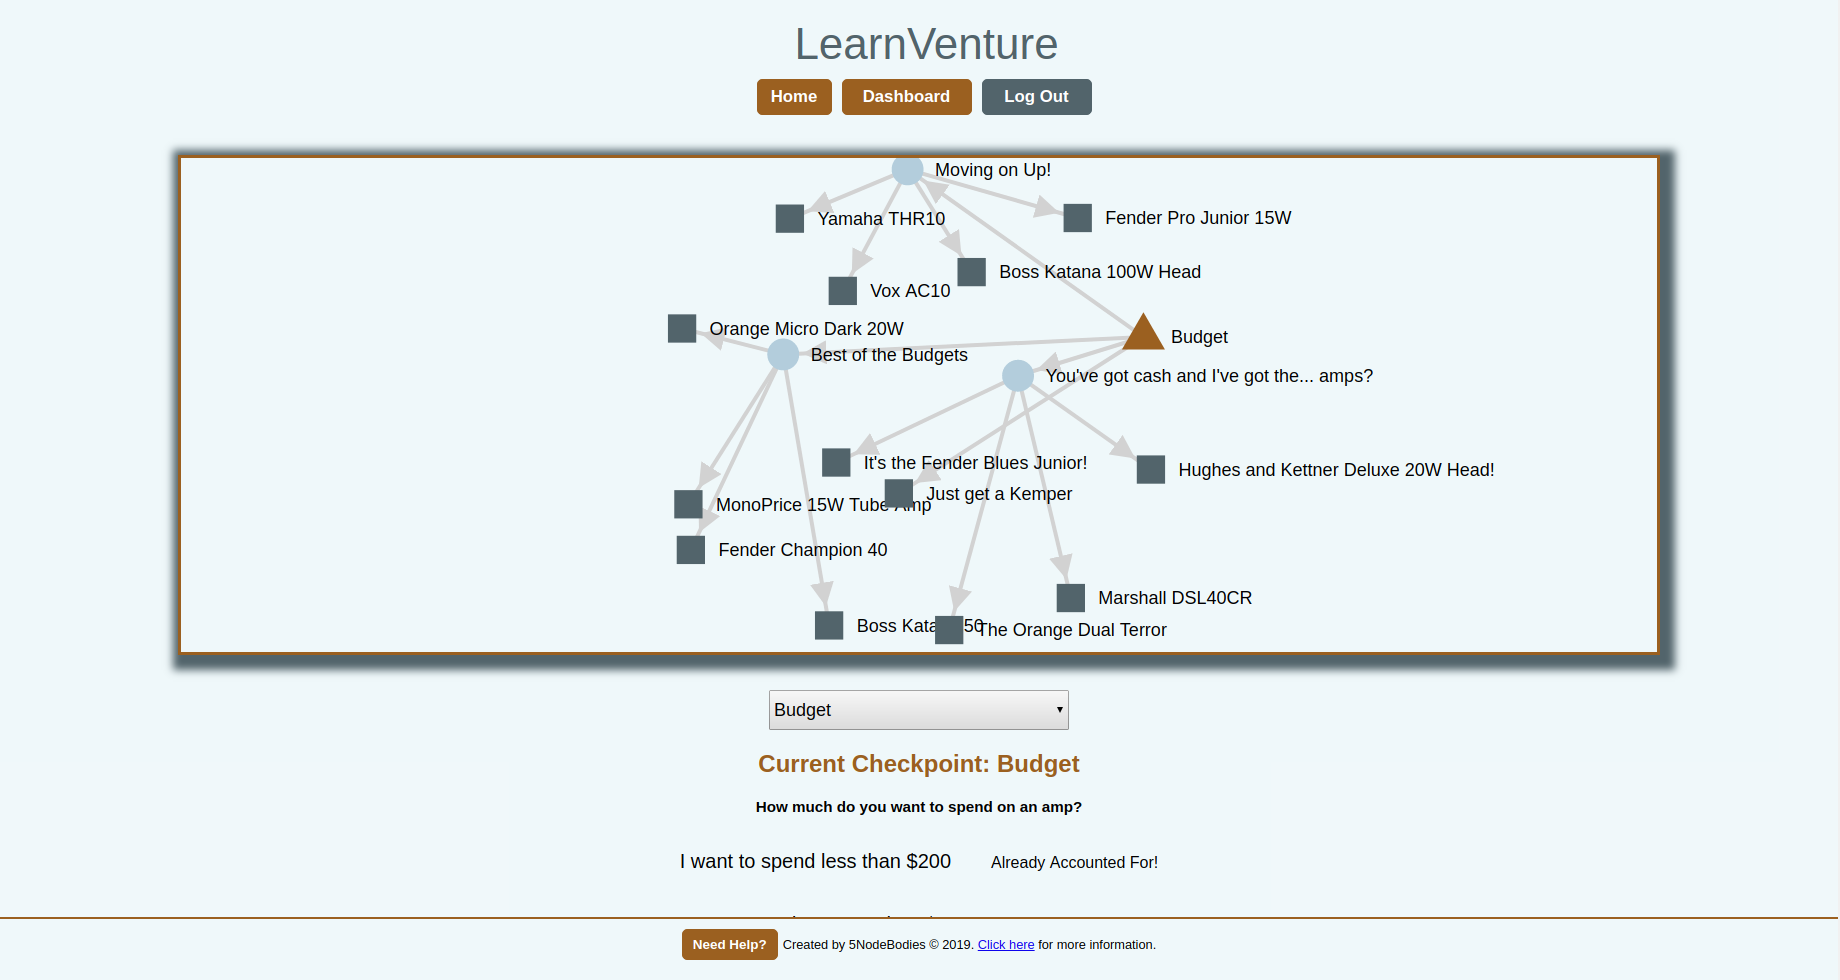 LearnVenture
Home
Dashboard
Log Out
Moving on Up!
Yamaha THR10
Fender Pro Junior 15W
Boss Katana 100W Head
Vox AC10
Orange Micro Dark 20W
Budget
Best of the Budgets
You've got cash and I've got the... amps?
It's the Fender Blues Junior!
Hughes and Kettner Deluxe 20W Head!
Just get a Kemper
MonoPrice 15W Tube Amp
Fender Champion 40
Marshall DSL40CR
Boss Kata 50
The Orange Dual Terror
Budget
Current Checkpoint: Budget
How much do you want to spend on an amp?
I want to spend less than $200
Already Accounted For!
Need Help?
Created by 5NodeBodies © 2019. Click here for more information.